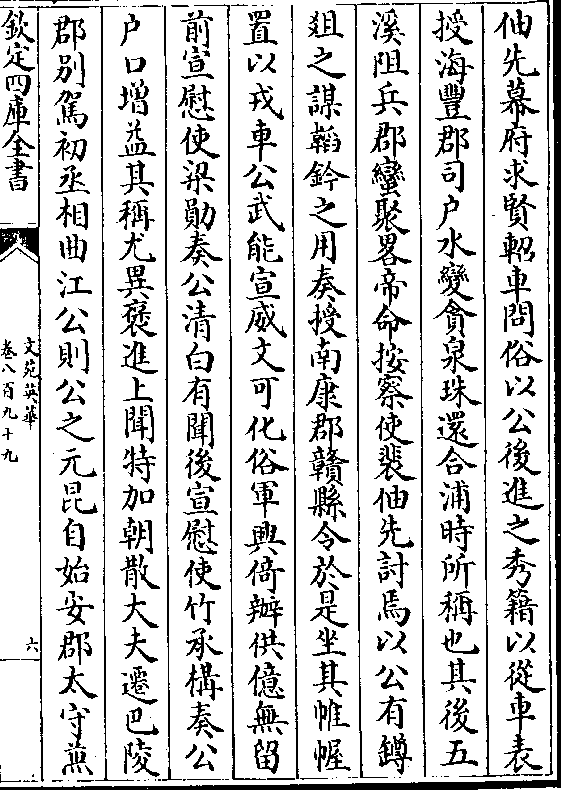 伷先幕府求賢軺車問俗以公後進之秀籍以從車表
授海豐郡司户水變貪泉珠還合浦時所稱也其後五
溪阻兵郡蠻聚畧帝命按察使裴伷先討焉以公有鐏
爼之謀韜鈐之用奏授南康郡贛縣令於是坐其帷幄
置以戎車公武能宣威文可化俗軍興倚辦供億無留
前宣慰使梁勛奏公清白有聞後宣慰使竹承構奏公
户口增益其稱尤異褒進上聞特加朝散大夫遷巴陵
郡别駕初丞相曲江公則公之元昆自始安郡太守兼
欽定四庫全書
文苑英華
卷八百九十九
六